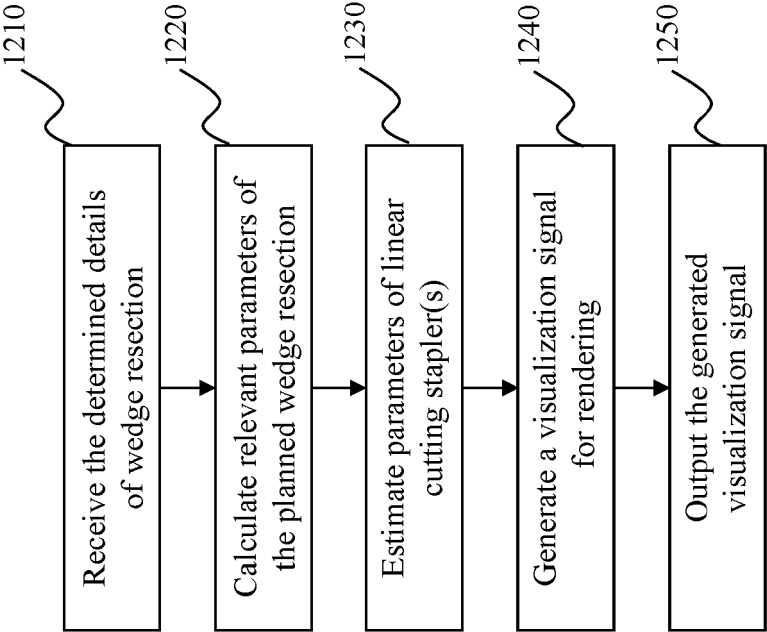 1210
Receive the determined details
of wedge resection
1220
Calculate relevant parameters of
the planned wedge resection
1230
Estimate parameters of linear
cutting stapler(s)
1240
Generate a visualization signal
for rendering
1250
Output the generated
visualization signal